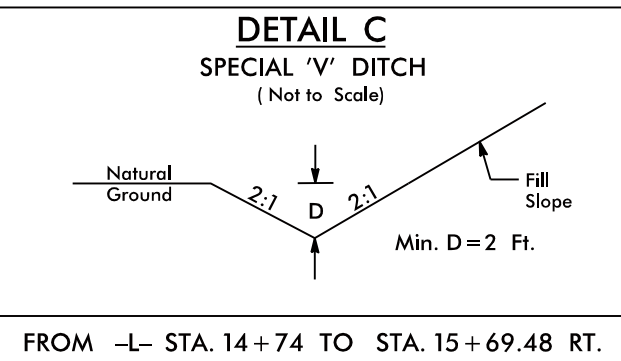 DETAIL C
SPECIAL 'V' DITCH
( Not to Scale)
Natural
Ground
2:1
D
2:1
Fill
Slope
Min. D=2 Ft.
FROM -L- STA. 14+74 TO STA. 15+69.48 RT.